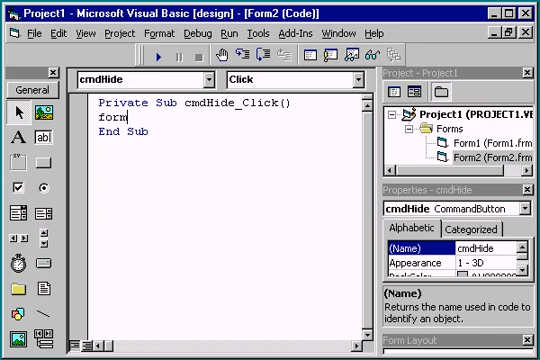 Project1 - Microsoft Visual Basic [design] - [Form2 (Code)]
File Edit View Project Format Debug Run Tools Add-Ins Window Help
General
A
ab|
xv
cmdHide
Click
Private Sub cmdHide_Click()
form
End Sub
Project - Project1
Project1 (PROJECT1.VB
Forms
Form1 (Form1.frm
Form2 (Form2.frm
Properties - cmdHide
cmdHide CommandButton
Alphabetic Categorized
(Name) cmdHide
Appearance 1 - 3D
(Name)
Returns the name used in code to
identify an object.
Form Layout